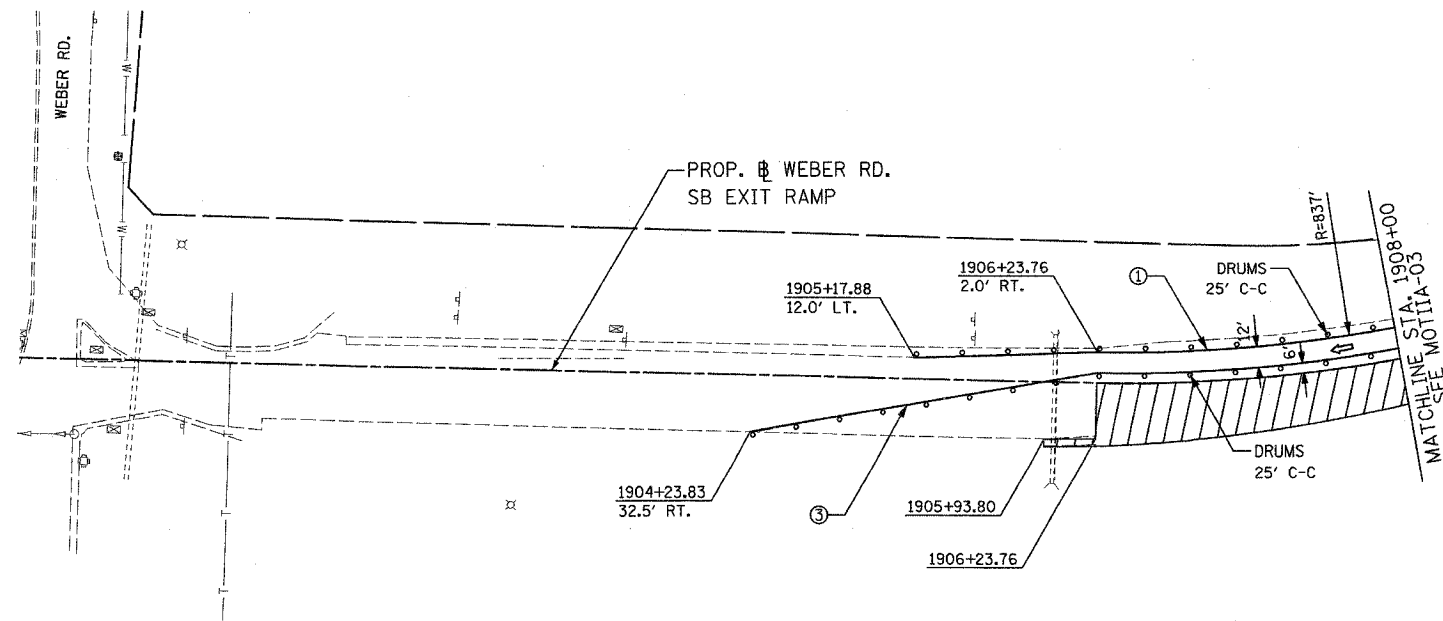 WEBER RD.
W
W
PROP. ⅊ WEBER RD.
SB EXIT RAMP
1905+17.88
12.0' LT.
1906+23.76
2.0' RT.
①
DRUMS
25' C-C
R=837'
12'
6'
MATCHLINE STA. 1908+00
SEE MOTIIA-03
1904+23.83
32.5' RT.
③
1905+93.80
1906+23.76
DRUMS
25' C-C
T
T
T